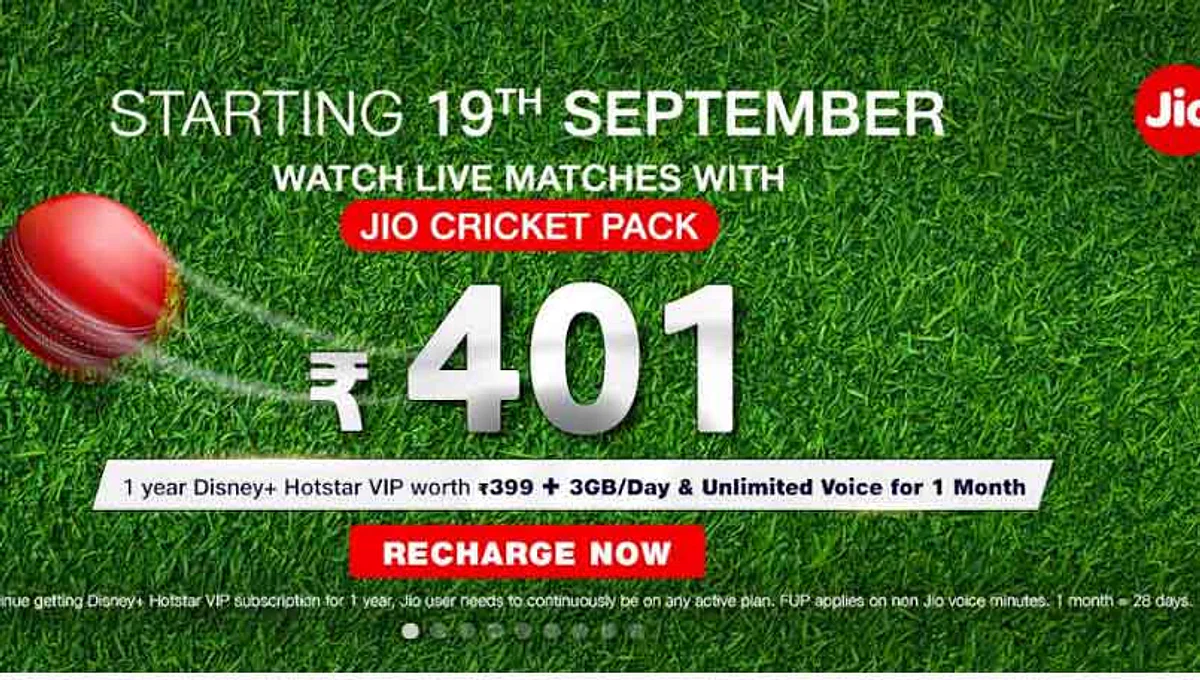 STARTING 19TH SEPTEMBER
Jio
WATCH LIVE MATCHES WITH
JIO CRICKET PACK
₹401
1 year Disney+ Hotstar VIP worth ₹399 + 3GB/Day & Unlimited Voice for 1 Month
RECHARGE NOW
getting Disney+ Hotstar VIP subscription for 1 year, Jio user needs to continuously be on any active plan. FUP applies on non Jio voice minutes. 1 month = 28 days.